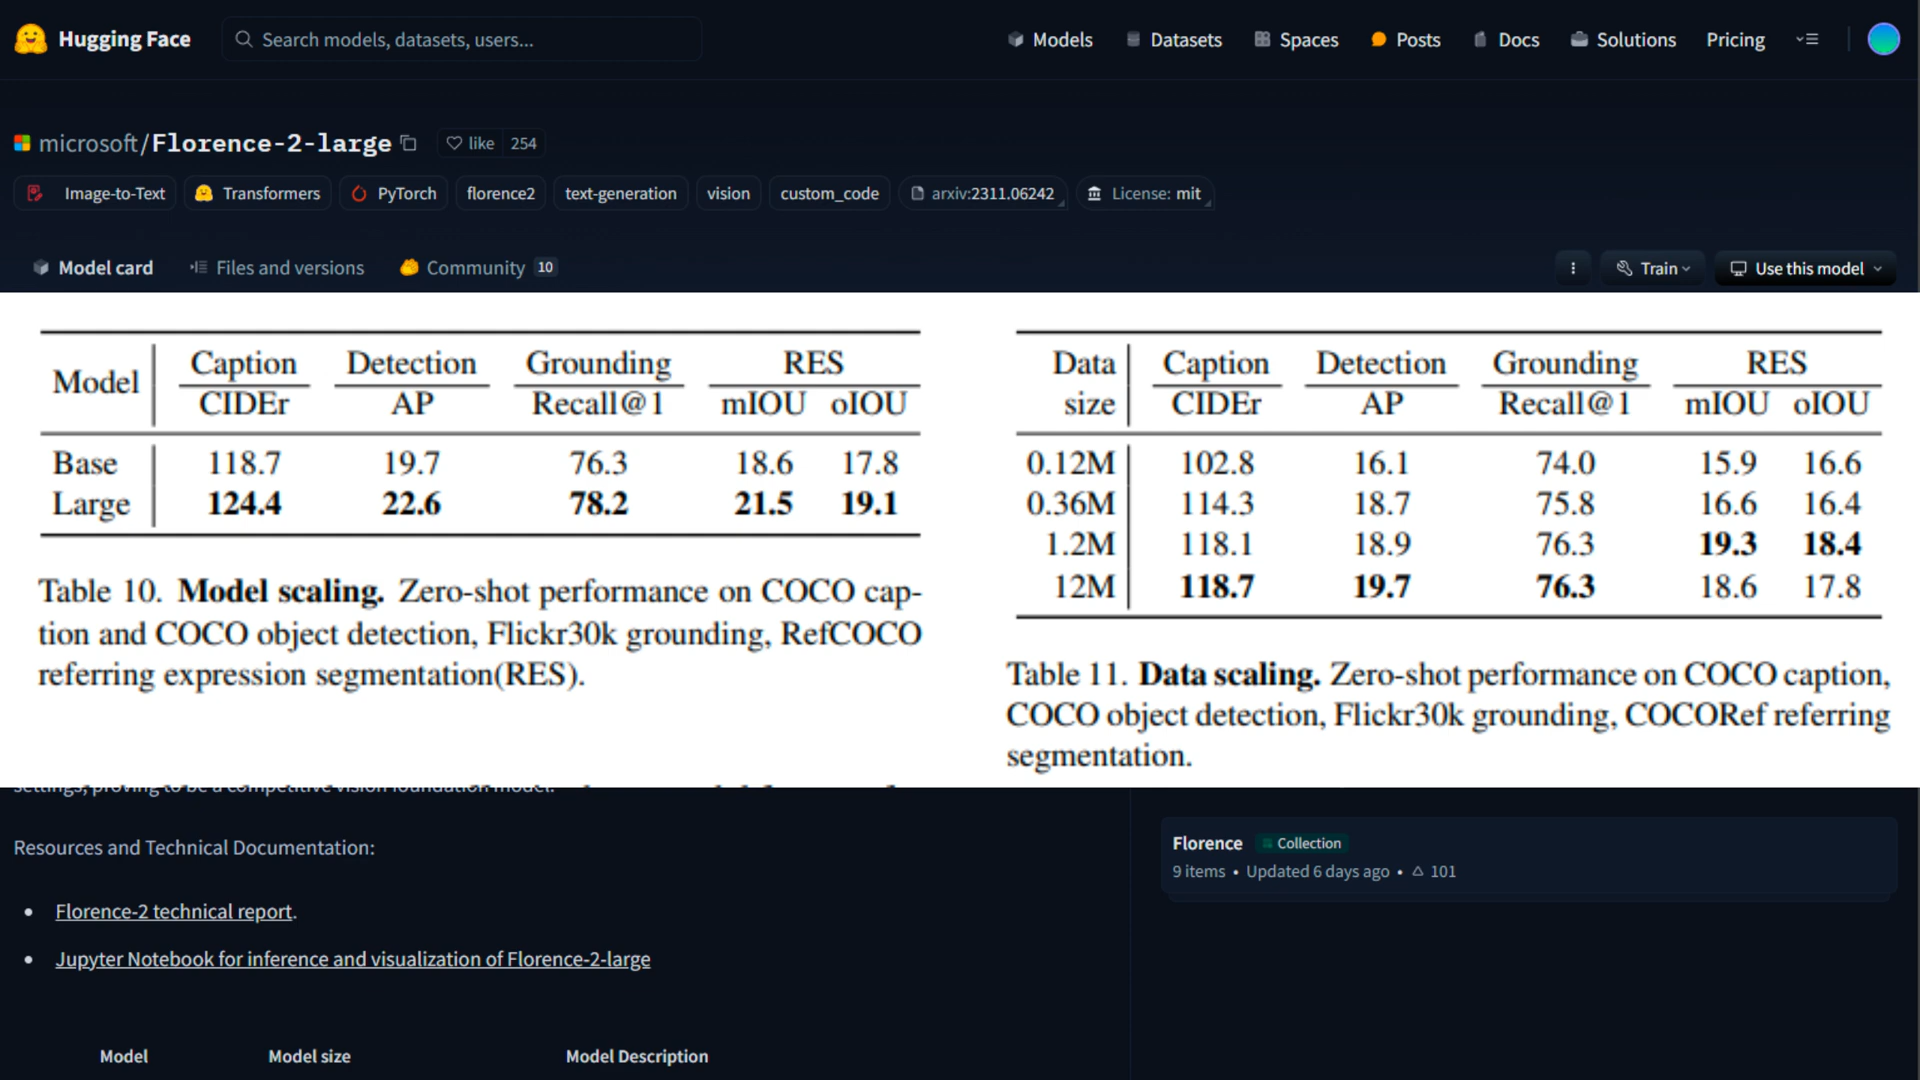 Hugging Face
Search models, datasets, users...
Models
Datasets
Spaces
Posts
Docs
Solutions
Pricing
microsoft/Florence-2-large
like 254
Image-to-Text
Transformers
PyTorch
florence2
text-generation
vision
custom_code
arxiv:2311.06242
License: mit
Model card
Files and versions
Community 10
Train
Use this model
Model Caption Detection Grounding RES
CIDEr AP Recall@1 mIOU oIOU
Base 118.7 19.7 76.3 18.6 17.8
Large 124.4 22.6 78.2 21.5 19.1
Table 10. Model scaling. Zero-shot performance on COCO cap-
tion and COCO object detection, Flickr30k grounding, RefCOCO
referring expression segmentation(RES).
Data Caption Detection Grounding RES
size CIDEr AP Recall@1 mIOU oIOU
0.12M 102.8 16.1 74.0 15.9 16.6
0.36M 114.3 18.7 75.8 16.6 16.4
1.2M 118.1 18.9 76.3 19.3 18.4
12M 118.7 19.7 76.3 18.6 17.8
Table 11. Data scaling. Zero-shot performance on COCO caption,
COCO object detection, Flickr30k grounding, COCORef referring
segmentation.
settings, proving to be a competitive vision foundation model.
Resources and Technical Documentation:
Florence-2 technical report.
Jupyter Notebook for inference and visualization of Florence-2-large
Model Model size Model Description
Florence Collection
9 items • Updated 6 days ago • 101